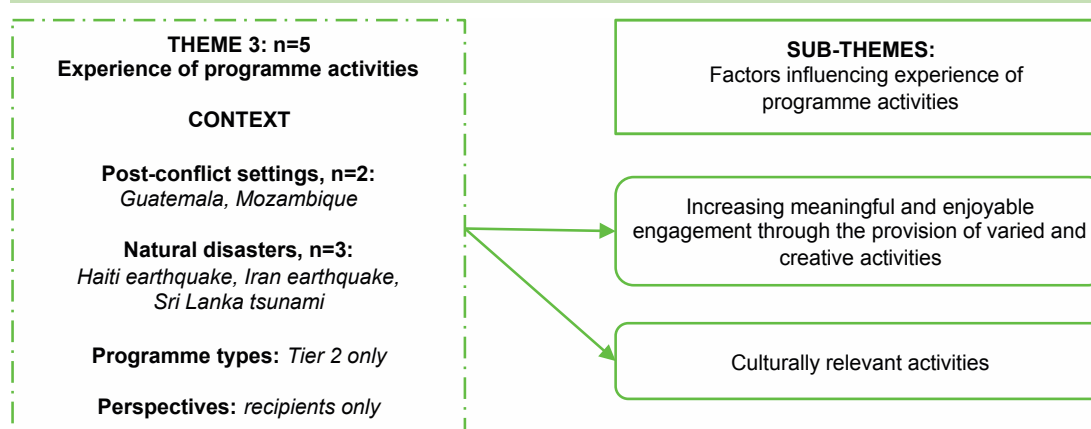 THEME 3: n=5
Experience of programme activities
CONTEXT
Post-conflict settings, n=2:
Guatemala, Mozambique
Natural disasters, n=3:
Haiti earthquake, Iran earthquake,
Sri Lanka tsunami
Programme types: Tier 2 only
Perspectives: recipients only
SUB-THEMES:
Factors influencing experience of
programme activities
Increasing meaningful and enjoyable
engagement through the provision of varied and
creative activities
Culturally relevant activities